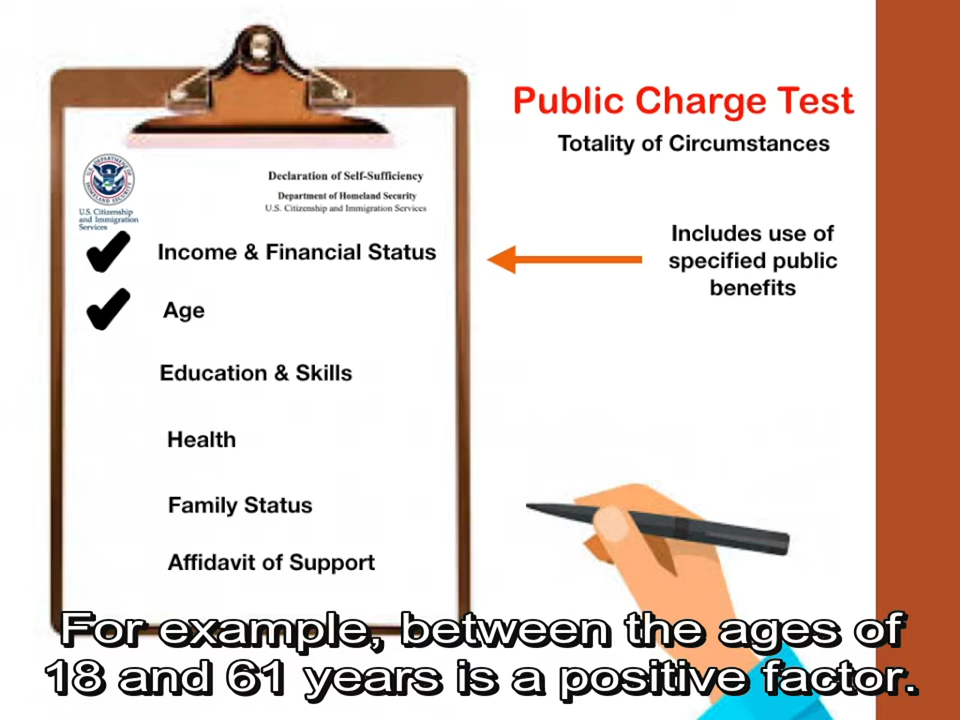 Public Charge Test
Totality of Circumstances
Declaration of Self-Sufficiency
Department of Homeland Security
U.S. Citizenship and Immigration Services
U.S. Citizenship
and Immigration
Services
Income & Financial Status
Includes use of
specified public
benefits
Age
Education & Skills
Health
Family Status
Affidavit of Support
For example, between the ages of
18 and 61 years is a positive factor.